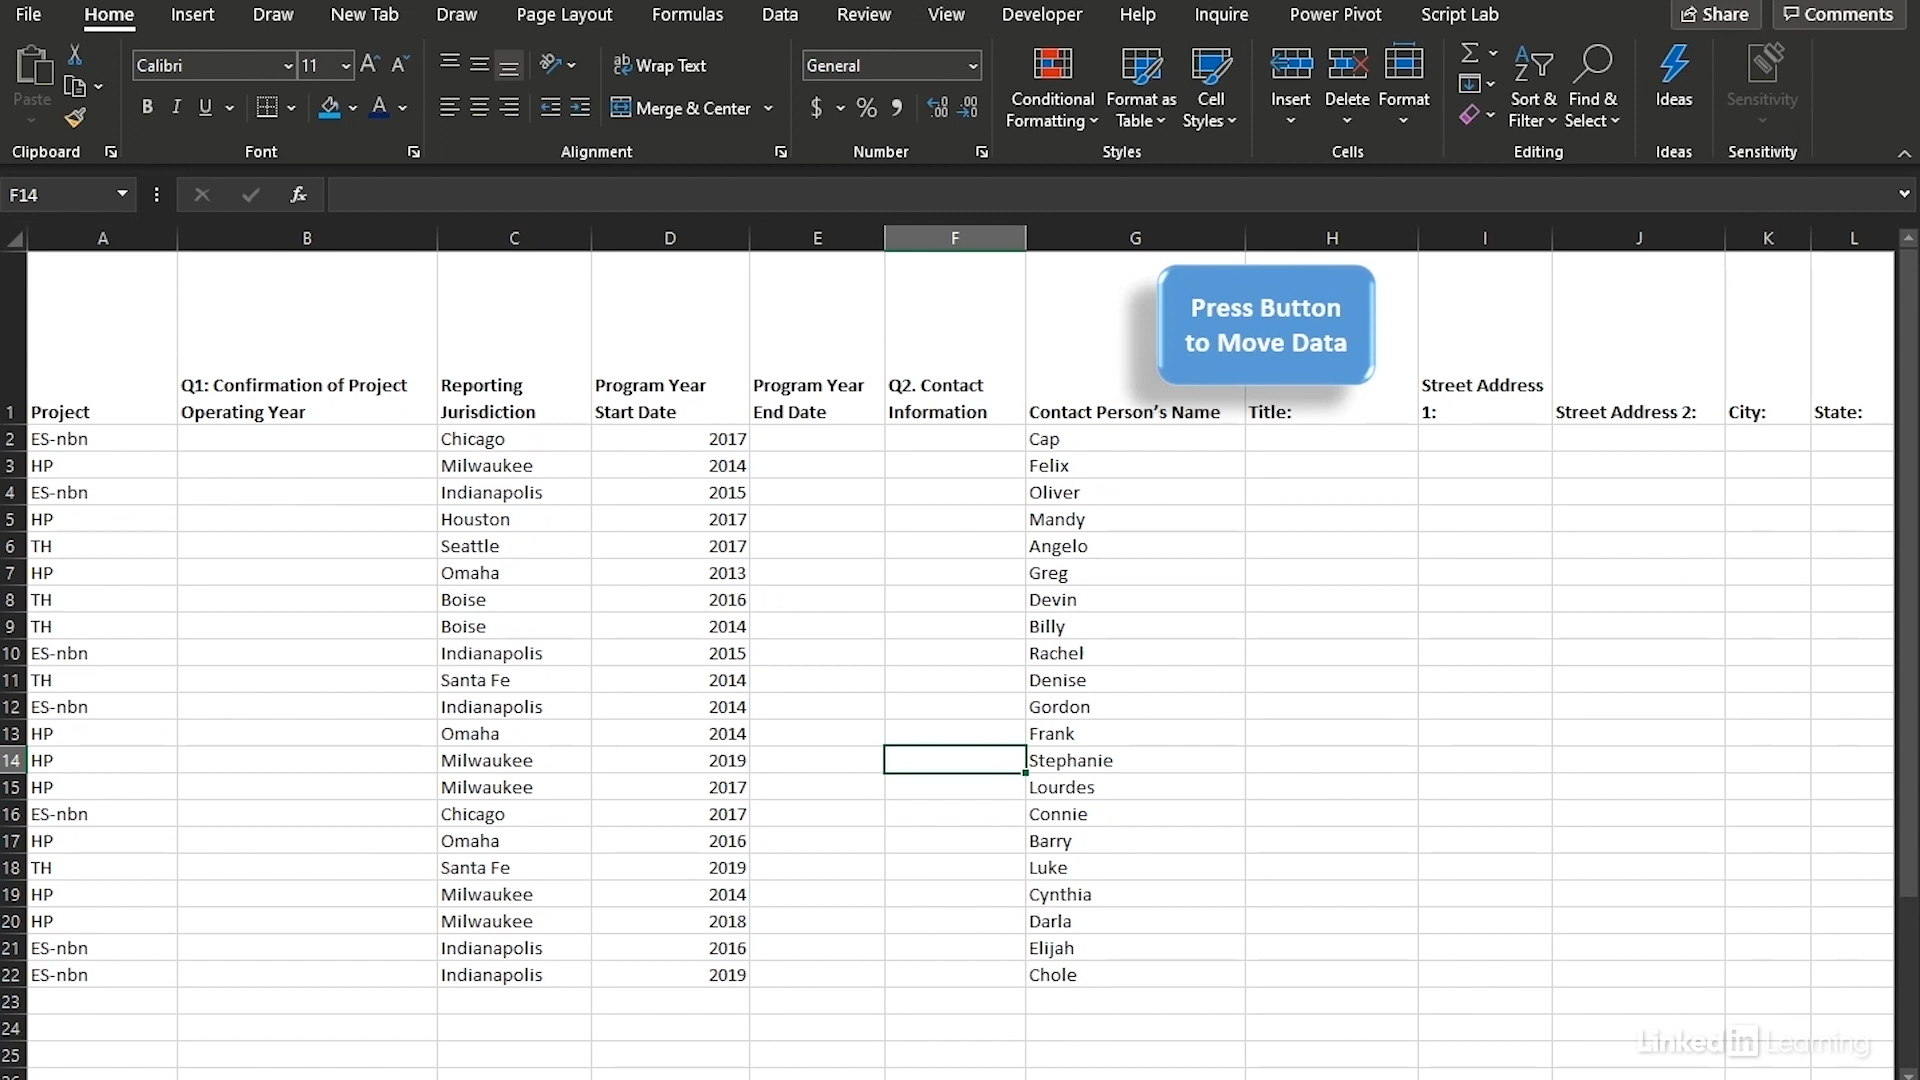 File Home Insert Draw New Tab Draw Page Layout Formulas Data Review View Developer Help Inquire Power Pivot Script Lab Share Comments
Paste Calibri 11 A A Wrap Text General Conditional Formatting Format as Table Cell Styles Insert Delete Format Sort & Filter Find & Select Ideas Sensitivity
B I U A Merge & Center $ % 9
Clipboard Font Alignment Number Styles Cells Editing Ideas Sensitivity
F14 fx
A B C D E F G H I J K L
Press Button
to Move Data
1 Project Q1: Confirmation of Project Operating Year Reporting Jurisdiction Program Year Start Date Program Year End Date Q2. Contact Information Contact Person’s Name Title: Street Address 1: Street Address 2: City: State:
2 ES-nbn Chicago 2017 Cap
3 HP Milwaukee 2014 Felix
4 ES-nbn Indianapolis 2015 Oliver
5 HP Houston 2017 Mandy
6 TH Seattle 2017 Angelo
7 HP Omaha 2013 Greg
8 TH Boise 2016 Devin
9 TH Boise 2014 Billy
10 ES-nbn Indianapolis 2015 Rachel
11 TH Santa Fe 2014 Denise
12 ES-nbn Indianapolis 2014 Gordon
13 HP Omaha 2014 Frank
14 HP Milwaukee 2019 Stephanie
15 HP Milwaukee 2017 Lourdes
16 ES-nbn Chicago 2017 Connie
17 HP Omaha 2016 Barry
18 TH Santa Fe 2019 Luke
19 HP Milwaukee 2014 Cynthia
20 HP Milwaukee 2018 Darla
21 ES-nbn Indianapolis 2016 Elijah
22 ES-nbn Indianapolis 2019 Chole
23
24
25
Linked in Learning